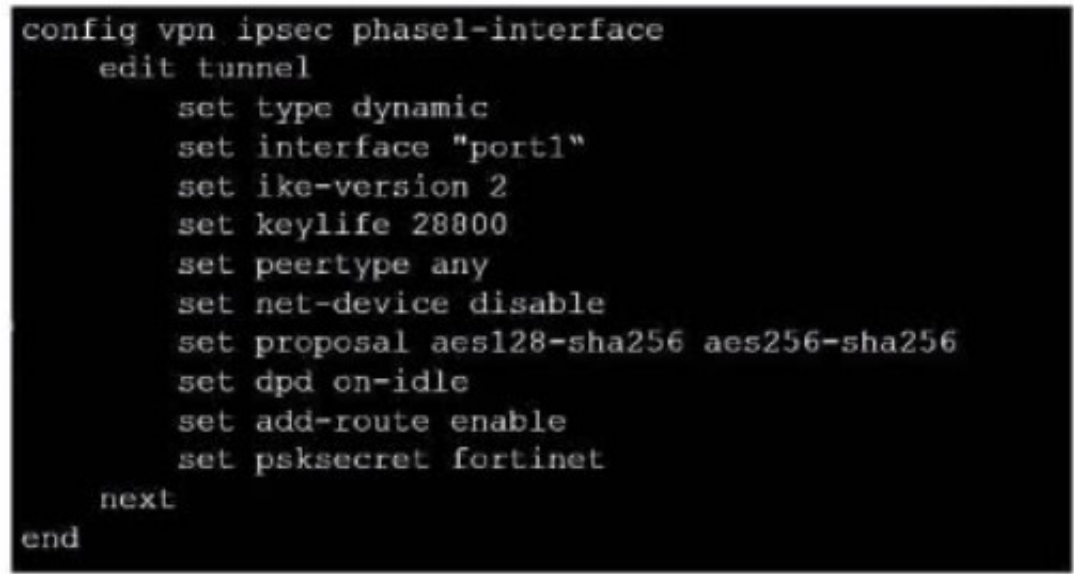 config vpn ipsec phase1-interface
edit tunnel
set type dynamic
set interface "port1"
set ike-version 2
set keylife 28800
set peertype any
set net-device disable
set proposal aes128-sha256 aes256-sha256
set dpd on-idle
set add-route enable
set psksecret fortinet
next
end